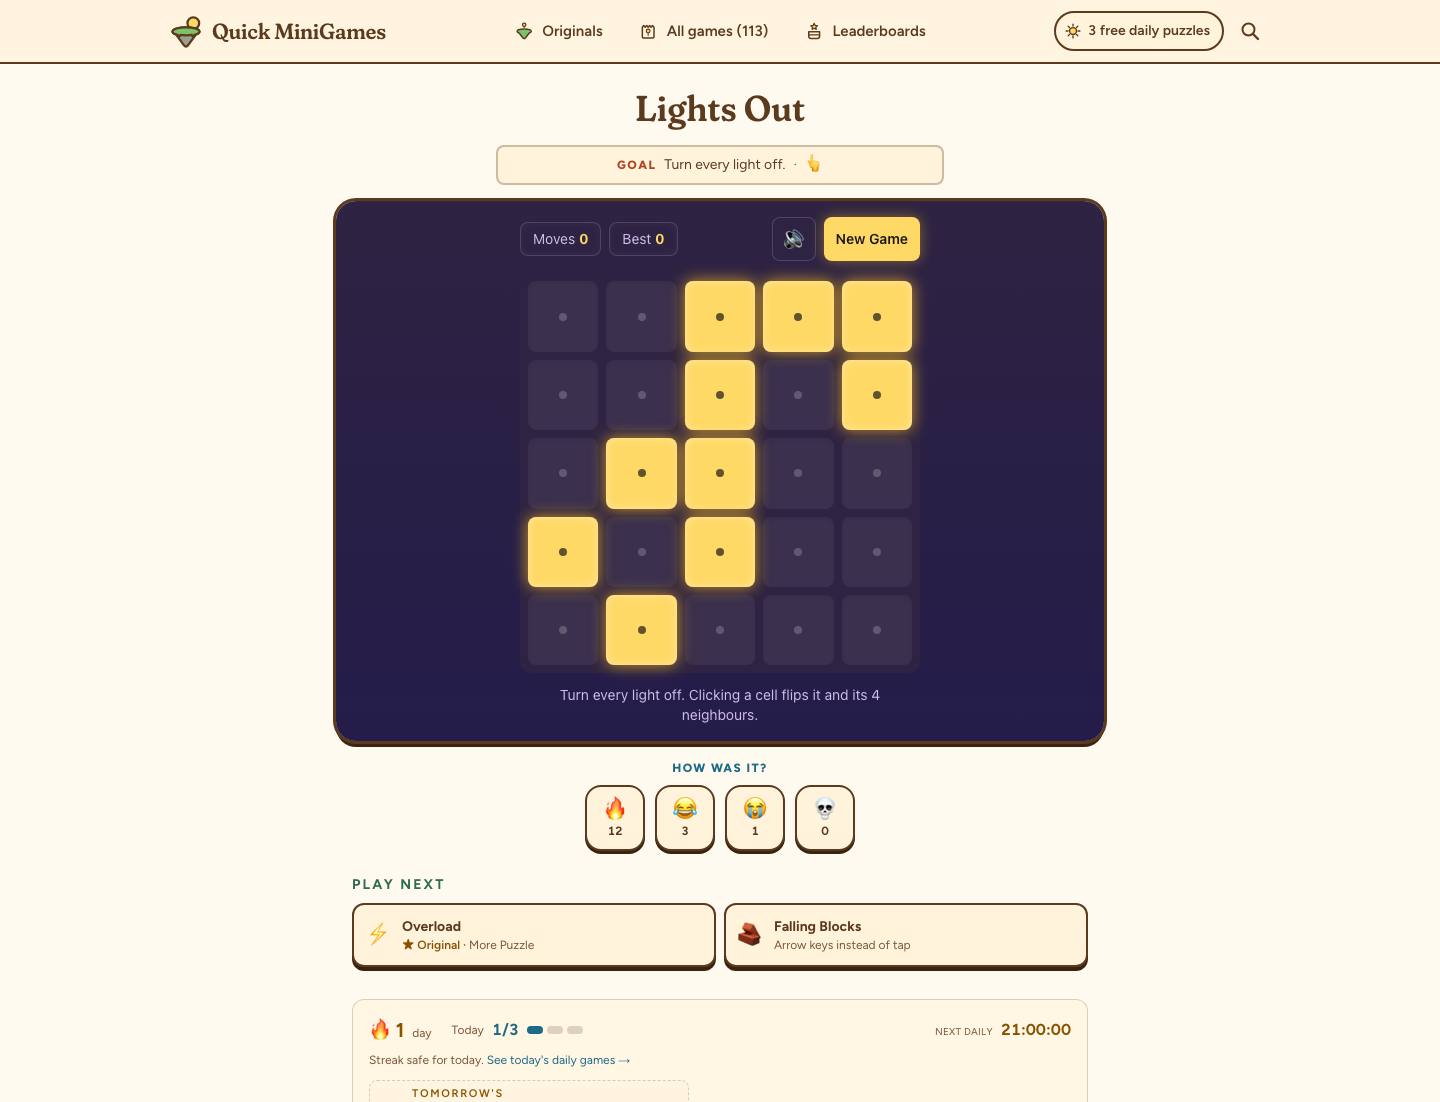 Quick MiniGames
Originals
All games (113)
Leaderboards
3 free daily puzzles
Lights Out
GOAL Turn every light off. ·
Moves 0
Best 0
New Game
Turn every light off. Clicking a cell flips it and its 4
neighbours.
HOW WAS IT?
12
3
1
0
PLAY NEXT
Overload
Original · More Puzzle
Falling Blocks
Arrow keys instead of tap
1 day
Today 1/3
NEXT DAILY 21:00:00
Streak safe for today. See today's daily games →
TOMORROW'S